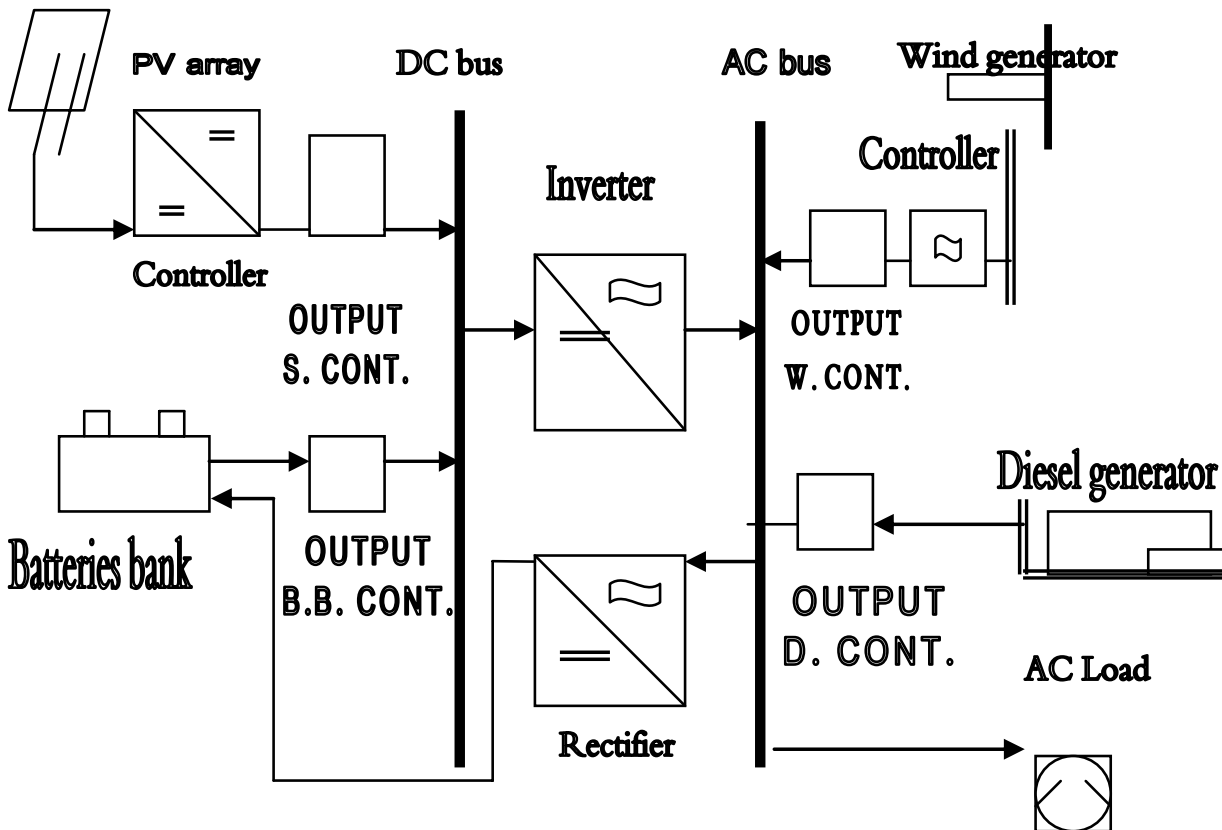 PV array
DC bus
AC bus
Wind generator
Controller
Inverter
Controller
OUTPUT
S. CONT.
OUTPUT
W. CONT.
Diesel generator
Batteries bank
OUTPUT
B.B. CONT.
OUTPUT
D. CONT.
AC Load
Rectifier